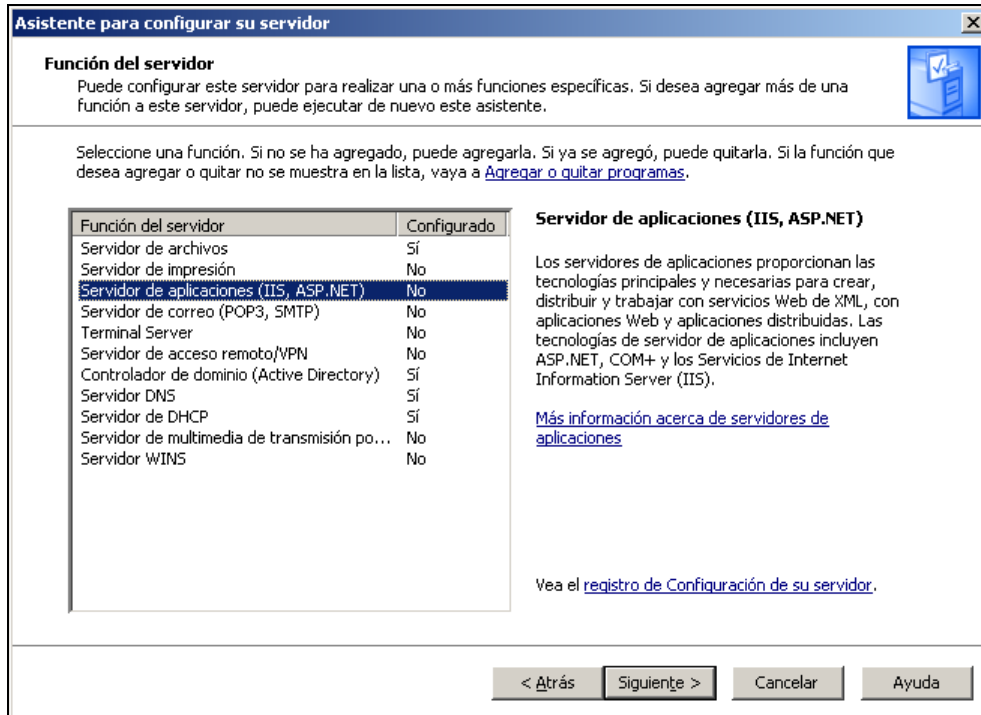 Asistente para configurar su servidor
Función del servidor
Puede configurar este servidor para realizar una o más funciones específicas. Si desea agregar más de una
función a este servidor, puede ejecutar de nuevo este asistente.
Seleccione una función. Si no se ha agregado, puede agregarla. Si ya se agregó, puede quitarla. Si la función que
desea agregar o quitar no se muestra en la lista, vaya a Agregar o quitar programas.
Función del servidor Configurado
Servidor de archivos Sí
Servidor de impresión No
Servidor de aplicaciones (IIS, ASP.NET) No
Servidor de correo (POP3, SMTP) No
Terminal Server No
Servidor de acceso remoto/VPN No
Controlador de dominio (Active Directory) Sí
Servidor DNS Sí
Servidor de DHCP Sí
Servidor de multimedia de transmisión po... No
Servidor WINS No
Servidor de aplicaciones (IIS, ASP.NET)
Los servidores de aplicaciones proporcionan las
tecnologías principales y necesarias para crear,
distribuir y trabajar con servicios Web de XML, con
aplicaciones Web y aplicaciones distribuidas. Las
tecnologías de servidor de aplicaciones incluyen
ASP.NET, COM+ y los Servicios de Internet
Information Server (IIS).
Más información acerca de servidores de
aplicaciones
Vea el registro de Configuración de su servidor.
< Atrás Siguiente > Cancelar Ayuda